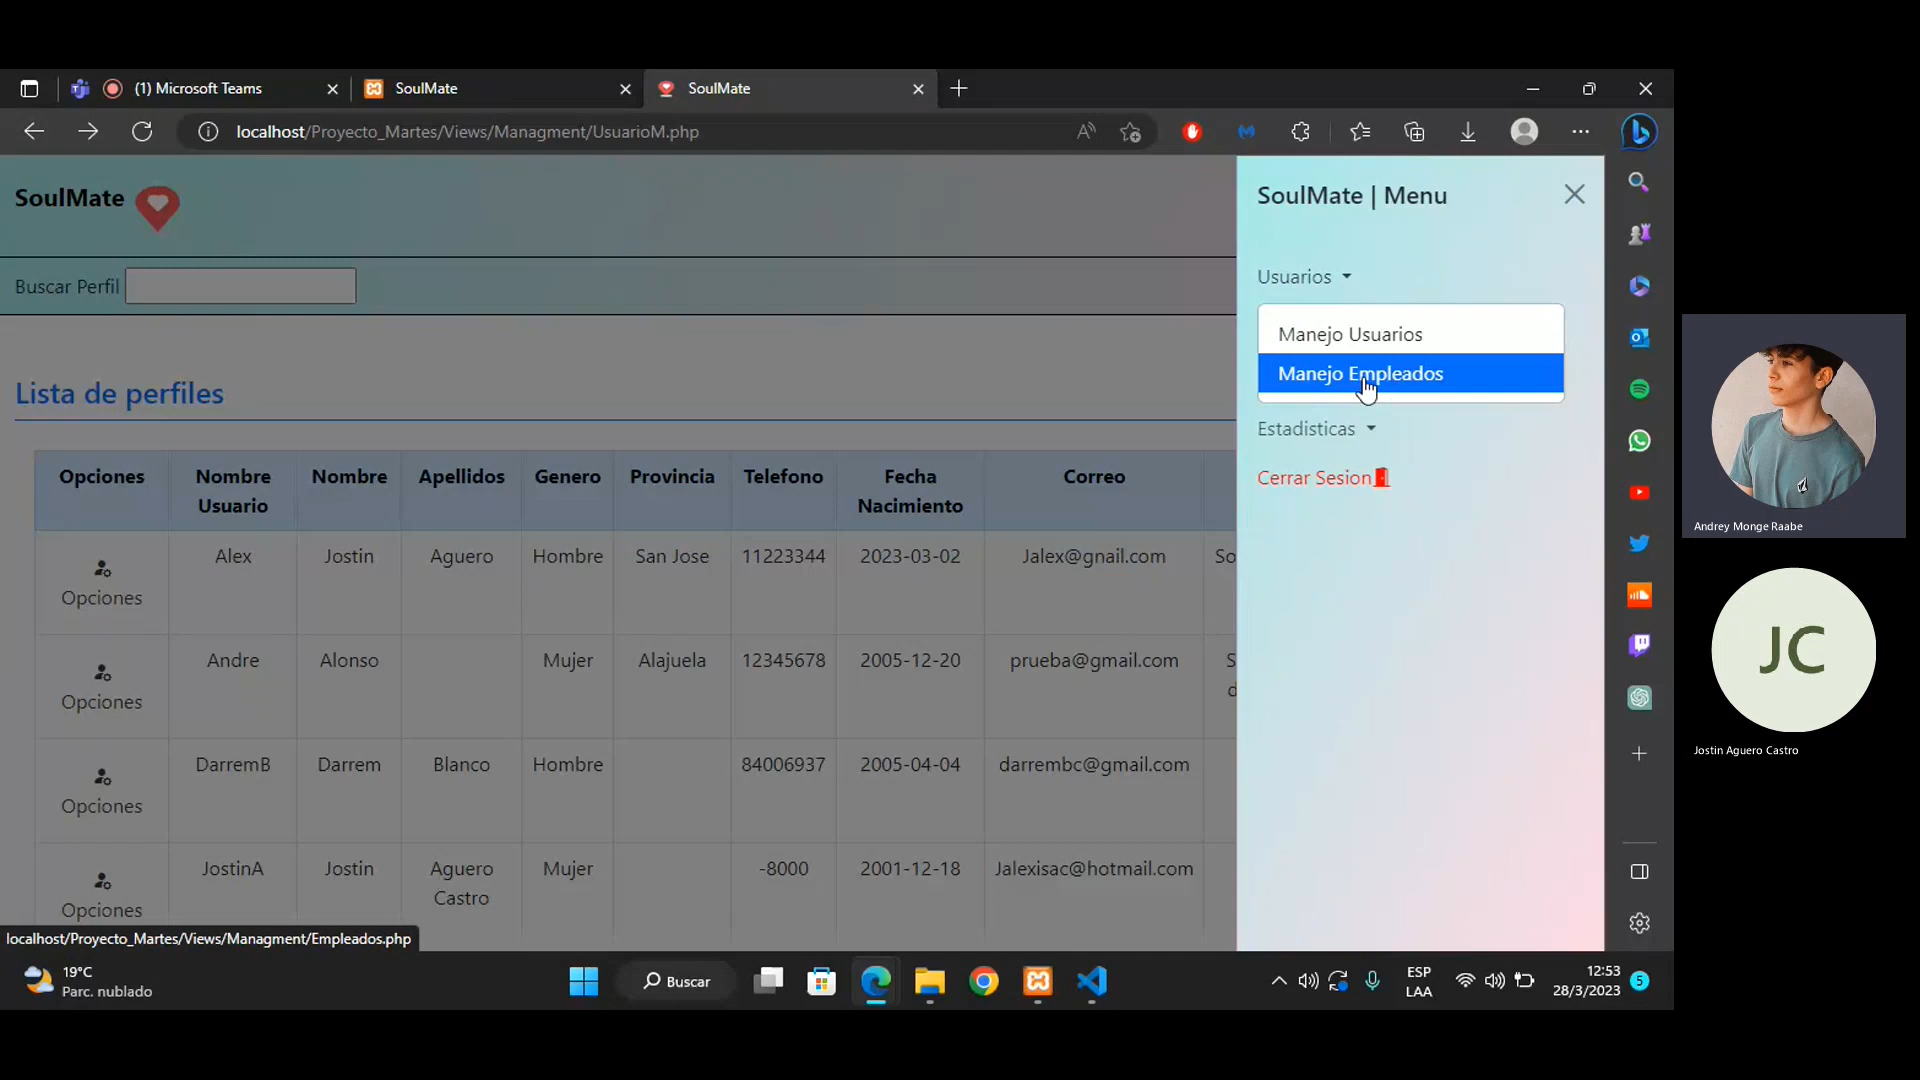 (1) Microsoft Teams
SoulMate
SoulMate
localhost/Proyecto_Martes/Views/Managment/UsuarioM.php
SoulMate
SoulMate | Menu
Buscar Perfil
Usuarios
Manejo Usuarios
Manejo Empleados
Estadisticas
Cerrar Sesion
Lista de perfiles
Opciones Nombre Usuario Nombre Apellidos Genero Provincia Telefono Fecha Nacimiento Correo
Opciones Alex Jostin Aguero Hombre San Jose 11223344 2023-03-02 Jalex@gnail.com So
Opciones Andre Alonso Mujer Alajuela 12345678 2005-12-20 prueba@gmail.com S d
Opciones DarremB Darrem Blanco Hombre 84006937 2005-04-04 darrembc@gmail.com
Opciones JostinA Jostin Aguero Castro Mujer -8000 2001-12-18 Jalexisac@hotmail.com
localhost/Proyecto_Martes/Views/Managment/Empleados.php
19°C
Parc. nublado
Buscar
ESP
LAA
12:53
28/3/2023
5
Andrey Monge Raabe
JC
Jostin Aguero Castro